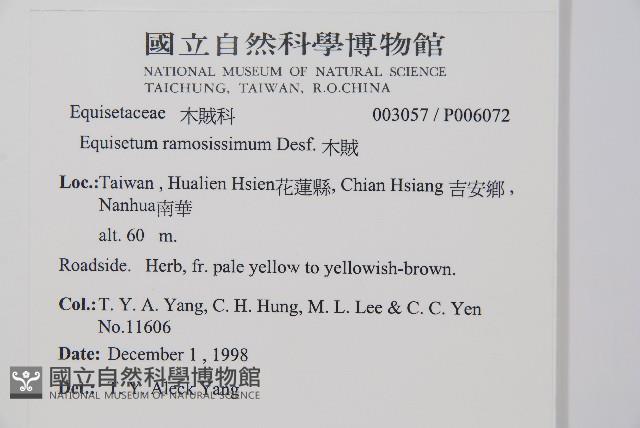 國立自然科學博物館
NATIONAL MUSEUM OF NATURAL SCIENCE
TAICHUNG, TAIWAN, R.O.CHINA
Equisetaceae 木賊科 003057 / P006072
Equisetum ramosissimum Desf. 木賊
Loc.:Taiwan , Hualien Hsien花蓮縣, Chian Hsiang 吉安鄉 ,
Nanhua南華
alt. 60 m.
Roadside. Herb, fr. pale yellow to yellowish-brown.
Col.: T. Y. A. Yang, C. H. Hung, M. L. Lee & C. C. Yen
No.11606
Date: December 1 , 1998
Det.: T. Y. Aleck Yang
國立自然科學博物館
NATIONAL MUSEUM OF NATURAL SCIENCE